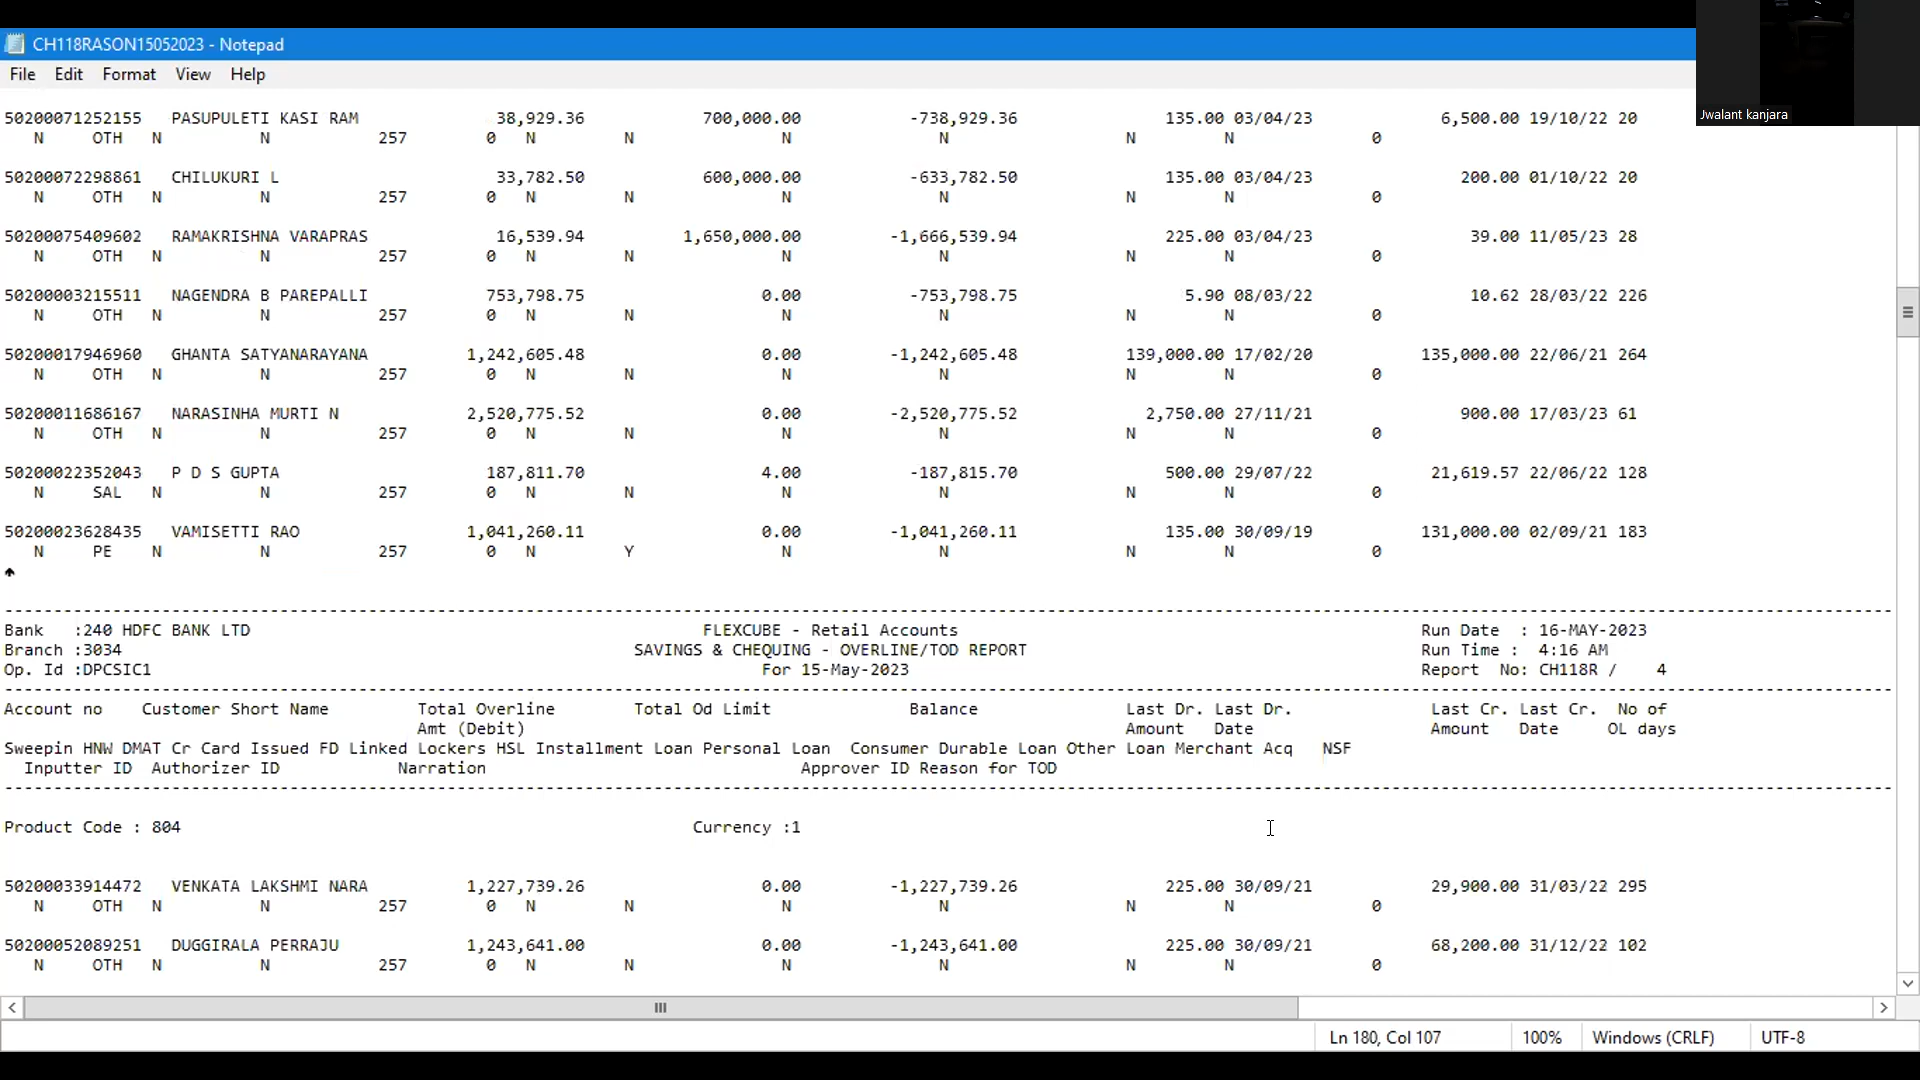 CH118RASON15052023 - Notepad
File Edit Format View Help
Jwalant kanjara
50200071252155 PASUPULETI KASI RAM 38,929.36 700,000.00 -738,929.36 135.00 03/04/23 6,500.00 19/10/22 20
N OTH N N 257 0 N N N N N N 0
50200072298861 CHILUKURI L 33,782.50 600,000.00 -633,782.50 135.00 03/04/23 200.00 01/10/22 20
N OTH N N 257 0 N N N N N N 0
50200075409602 RAMAKRISHNA VARAPRAS 16,539.94 1,650,000.00 -1,666,539.94 225.00 03/04/23 39.00 11/05/23 28
N OTH N N 257 0 N N N N N N 0
50200003215511 NAGENDRA B PAREPALLI 753,798.75 0.00 -753,798.75 5.90 08/03/22 10.62 28/03/22 226
N OTH N N 257 0 N N N N N N 0
50200017946960 GHANTA SATYANARAYANA 1,242,605.48 0.00 -1,242,605.48 139,000.00 17/02/20 135,000.00 22/06/21 264
N OTH N N 257 0 N N N N N N 0
50200011686167 NARASINHA MURTI N 2,520,775.52 0.00 -2,520,775.52 2,750.00 27/11/21 900.00 17/03/23 61
N OTH N N 257 0 N N N N N N 0
50200022352043 P D S GUPTA 187,811.70 4.00 -187,815.70 500.00 29/07/22 21,619.57 22/06/22 128
N SAL N N 257 0 N N N N N N 0
50200023628435 VAMISETTI RAO 1,041,260.11 0.00 -1,041,260.11 135.00 30/09/19 131,000.00 02/09/21 183
N PE N N 257 0 N Y N N N N 0
Bank :240 HDFC BANK LTD FLEXCUBE - Retail Accounts Run Date : 16-MAY-2023
Branch :3034 SAVINGS & CHEQUING - OVERLINE/TOD REPORT Run Time : 4:16 AM
Op. Id :DPCSIC1 For 15-May-2023 Report No: CH118R / 4
Account no Customer Short Name Total Overline Total Od Limit Balance Last Dr. Last Dr. Last Cr. Last Cr. No of
Amt (Debit) Amount Date Amount Date OL days
Sweepin HNW DMAT Cr Card Issued FD Linked Lockers HSL Installment Loan Personal Loan Consumer Durable Loan Other Loan Merchant Acq NSF
Inputter ID Authorizer ID Narration Approver ID Reason for TOD
Product Code : 804 Currency :1
50200033914472 VENKATA LAKSHMI NARA 1,227,739.26 0.00 -1,227,739.26 225.00 30/09/21 29,900.00 31/03/22 295
N OTH N N 257 0 N N N N N N 0
50200052089251 DUGGIRALA PERRAJU 1,243,641.00 0.00 -1,243,641.00 225.00 30/09/21 68,200.00 31/12/22 102
N OTH N N 257 0 N N N N N N 0
Ln 180, Col 107 100% Windows (CRLF) UTF-8